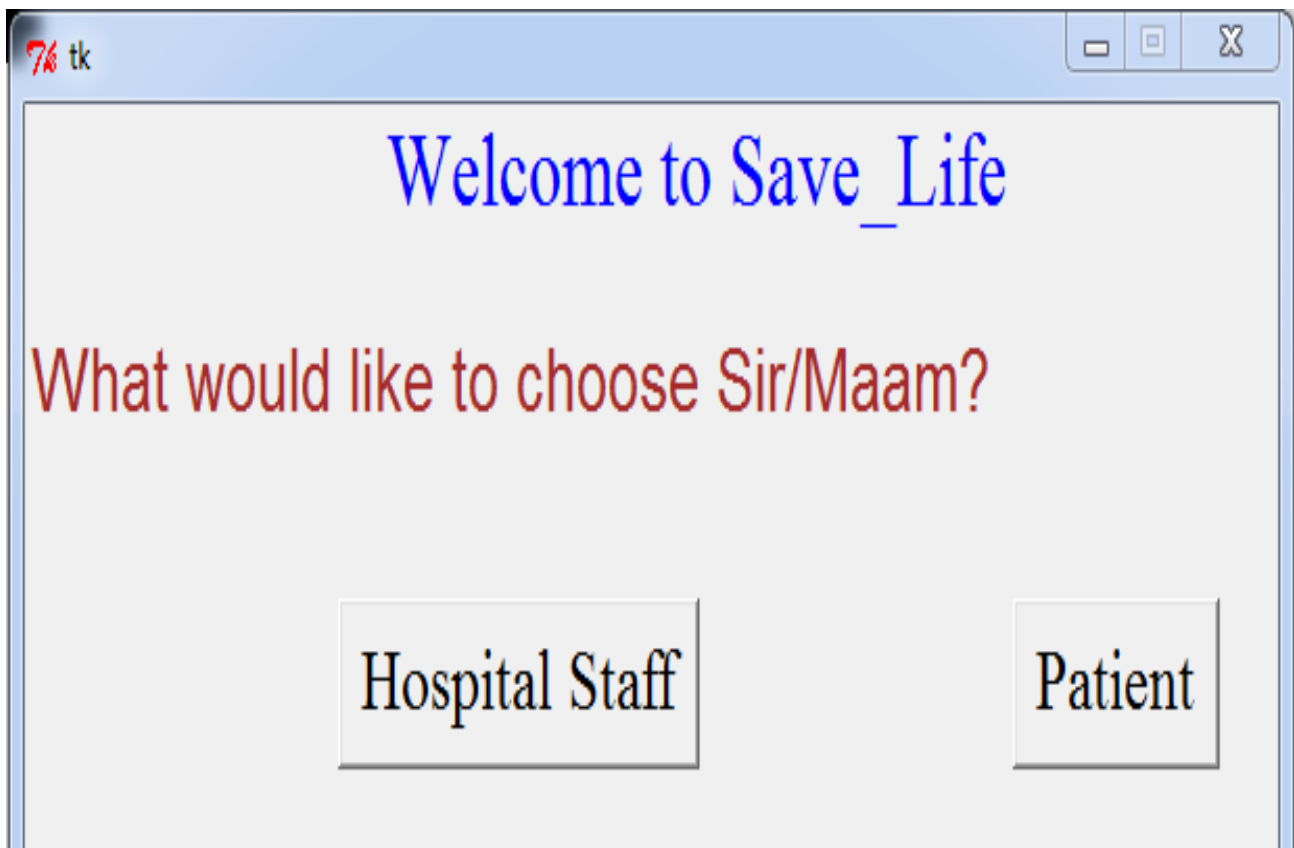 tk
Welcome to Save_Life
What would like to choose Sir/Maam?
Hospital Staff Patient